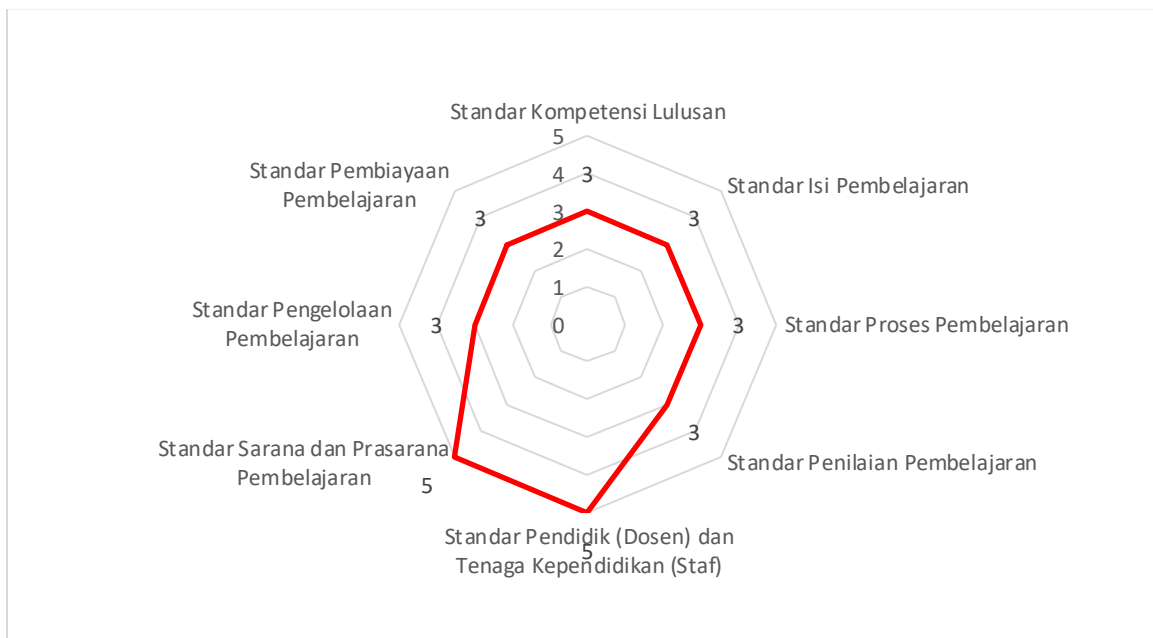 Standar Kompetensi Lulusan
5
4
3
3
2
1
0
Standar Isi Pembelajaran
3
Standar Proses Pembelajaran
3
Standar Penilaian Pembelajaran
3
Standar Pendidik (Dosen) dan
Tenaga Kependidikan (Staf)
5
Standar Sarana dan Prasarana
Pembelajaran
5
Standar Pengelolaan
Pembelajaran
3
Standar Pembiayaan
Pembelajaran
3